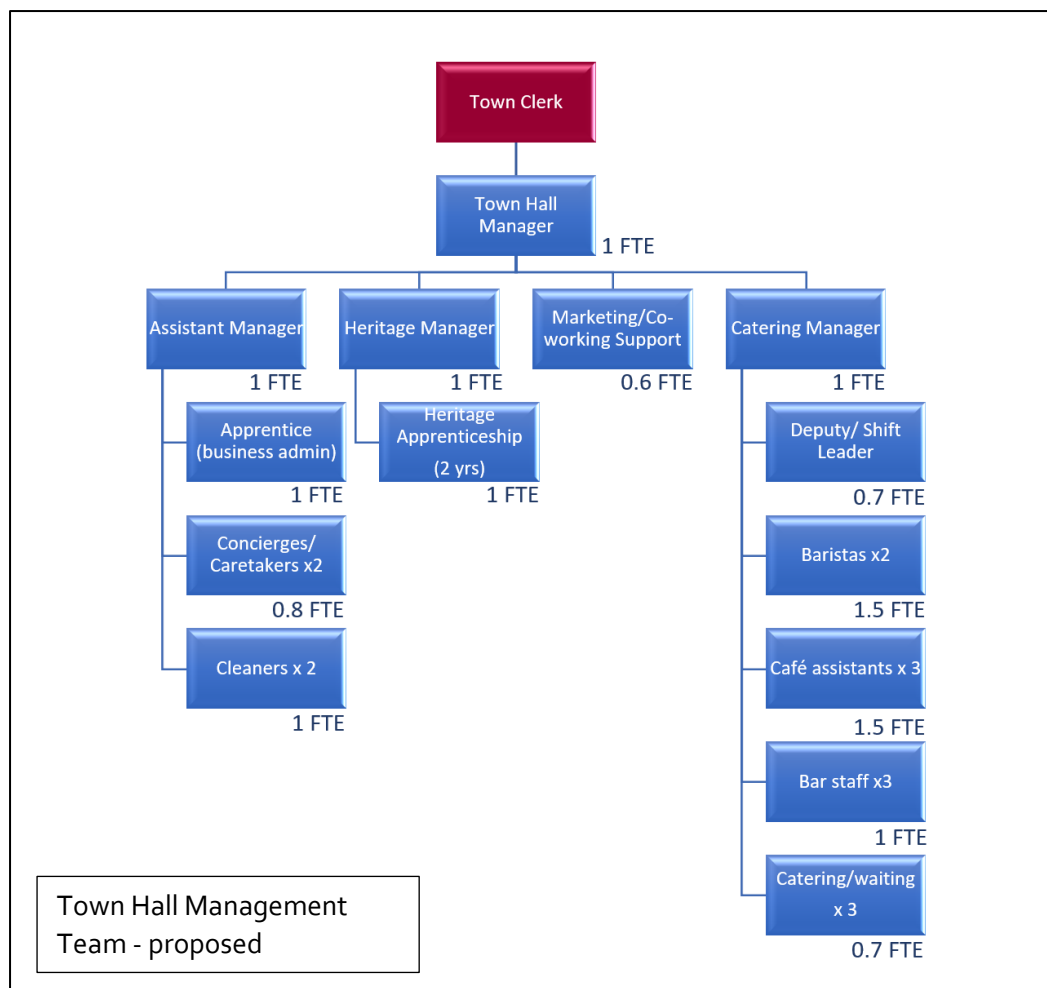 Town Clerk
Town Hall
Manager
1 FTE
Assistant Manager
1 FTE
Heritage Manager
1 FTE
Marketing/Co-
working Support
0.6 FTE
Catering Manager
1 FTE
Apprentice
(business admin)
1 FTE
Concierges/
Caretakers x2
0.8 FTE
Cleaners x 2
1 FTE
Heritage
Apprenticeship
(2 yrs)
1 FTE
Deputy/ Shift
Leader
0.7 FTE
Baristas x2
1.5 FTE
Café assistants x 3
1.5 FTE
Bar staff x3
1 FTE
Catering/waiting
x 3
0.7 FTE
Town Hall Management
Team - proposed